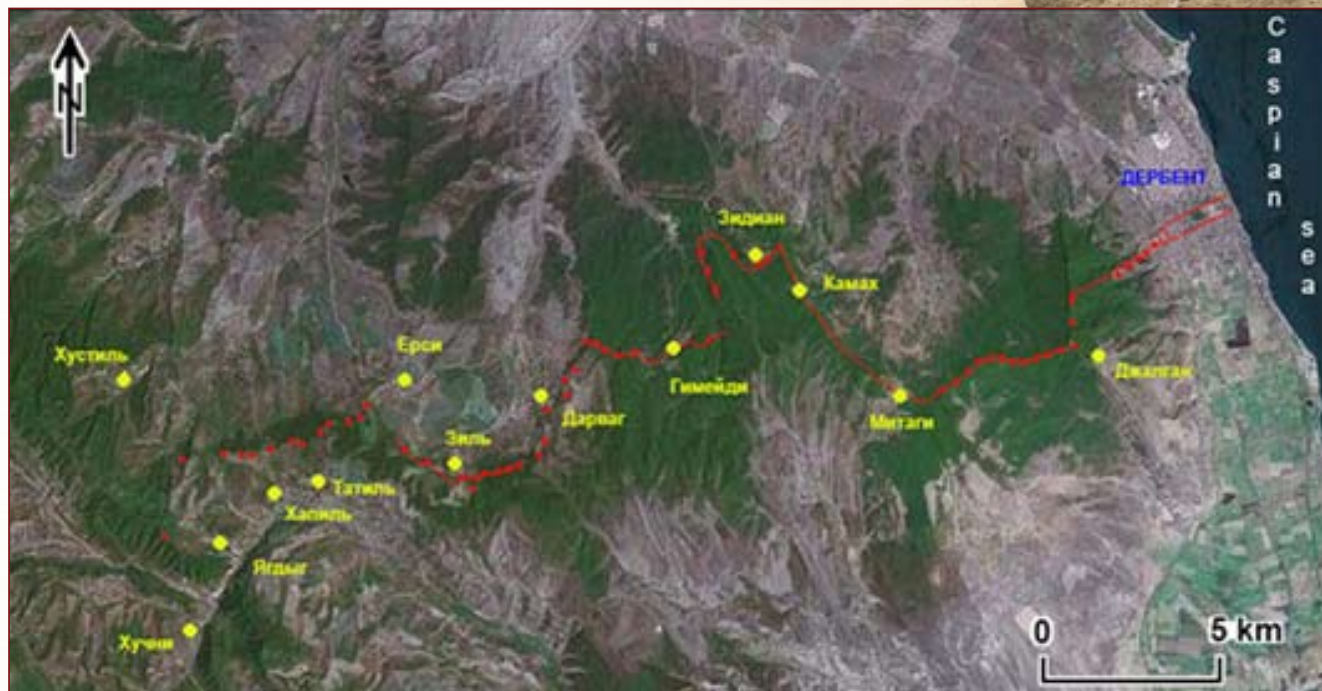 N
Caspian
sea
ДЕРБЕНТ
Зидиан
Камах
Хустиль
Ерси
Гимейди
Джалган
Дарваг
Митаги
Зиль
Татиль
Хапиль
Ягдыг
Хучни
0 5 km